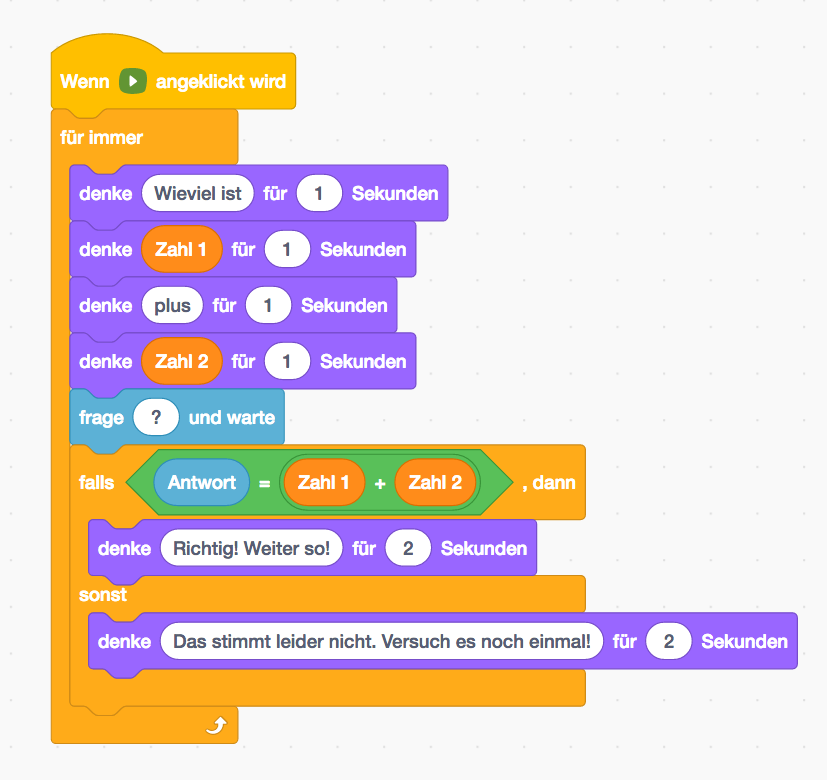 Wenn angeklickt wird
für immer
denke Wieviel ist für 1 Sekunden
denke Zahl 1 für 1 Sekunden
denke plus für 1 Sekunden
denke Zahl 2 für 1 Sekunden
frage ? und warte
falls Antwort = Zahl 1 + Zahl 2 , dann
denke Richtig! Weiter so! für 2 Sekunden
sonst
denke Das stimmt leider nicht. Versuch es noch einmal! für 2 Sekunden